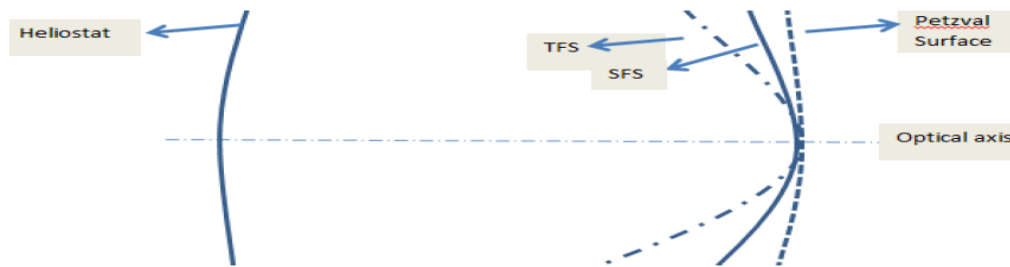 Heliostat
TFS
SFS
Petzval
Surface
Optical axis